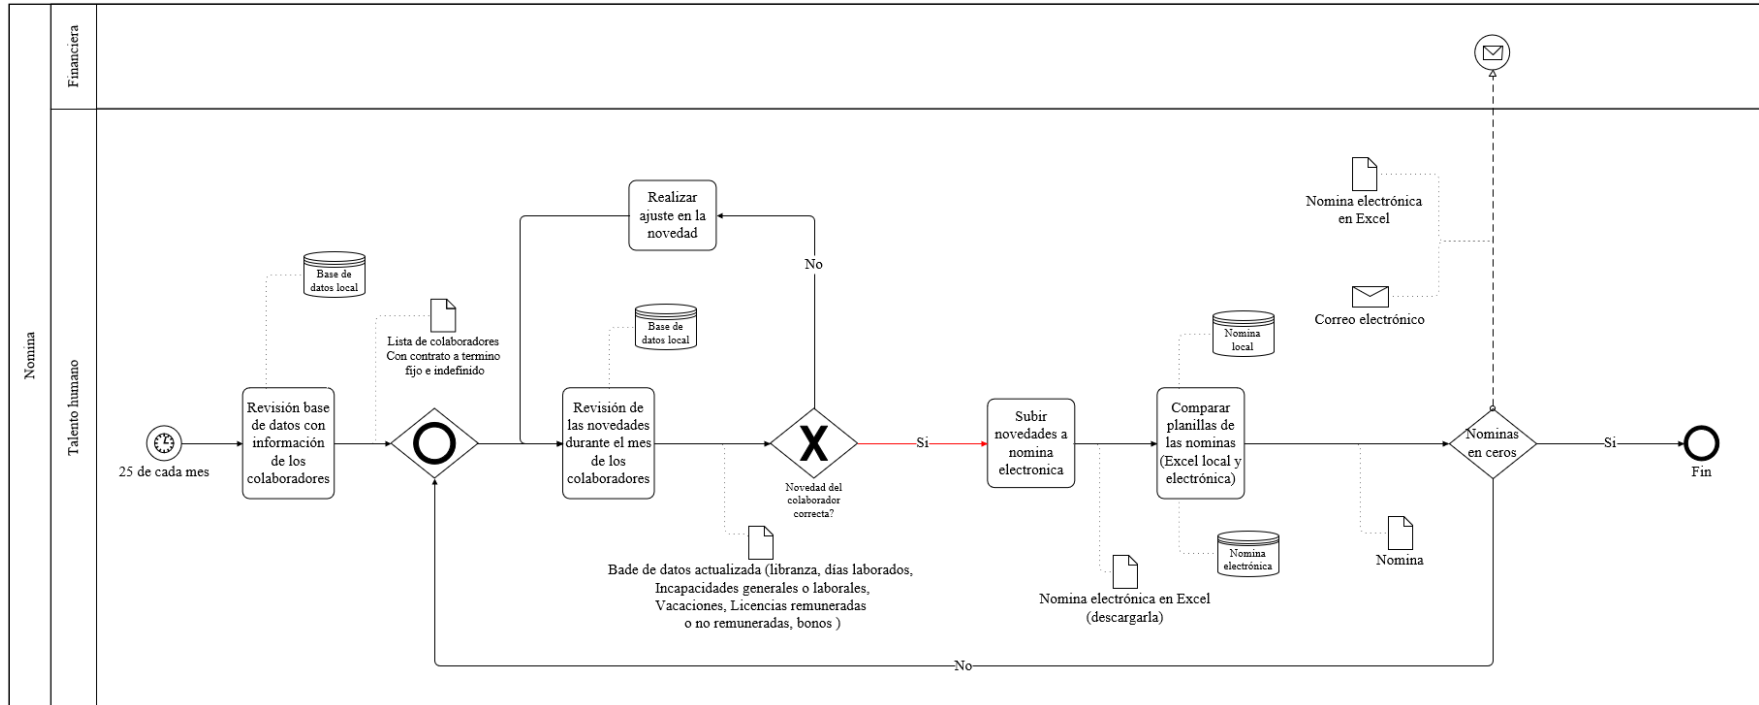 Nomina
Financiera
Talento humano
25 de cada mes
Revisión base
de datos con
información
de los
colaboradores
Base de
datos local
Lista de colaboradores
Con contrato a termino
fijo e indefinido
Realizar
ajuste en la
novedad
No
Base de
datos local
Revisión de
las novedades
durante el mes
de los
colaboradores
X
Novedad del
colaborador
correcta?
Bade de datos actualizada (libranza, días laborados,
Incapacidades generales o laborales,
Vacaciones, Licencias remuneradas
o no remuneradas, bonos )
Si
Subir
novedades a
nomina
electronica
Nomina electrónica en Excel
(descargarla)
Nomina
local
Comparar
planillas de
las nominas
(Excel local y
electrónica)
Nomina
electrónica
Nomina electrónica
en Excel
Correo electrónico
Nomina
Nominas
en ceros
Si
Fin
No